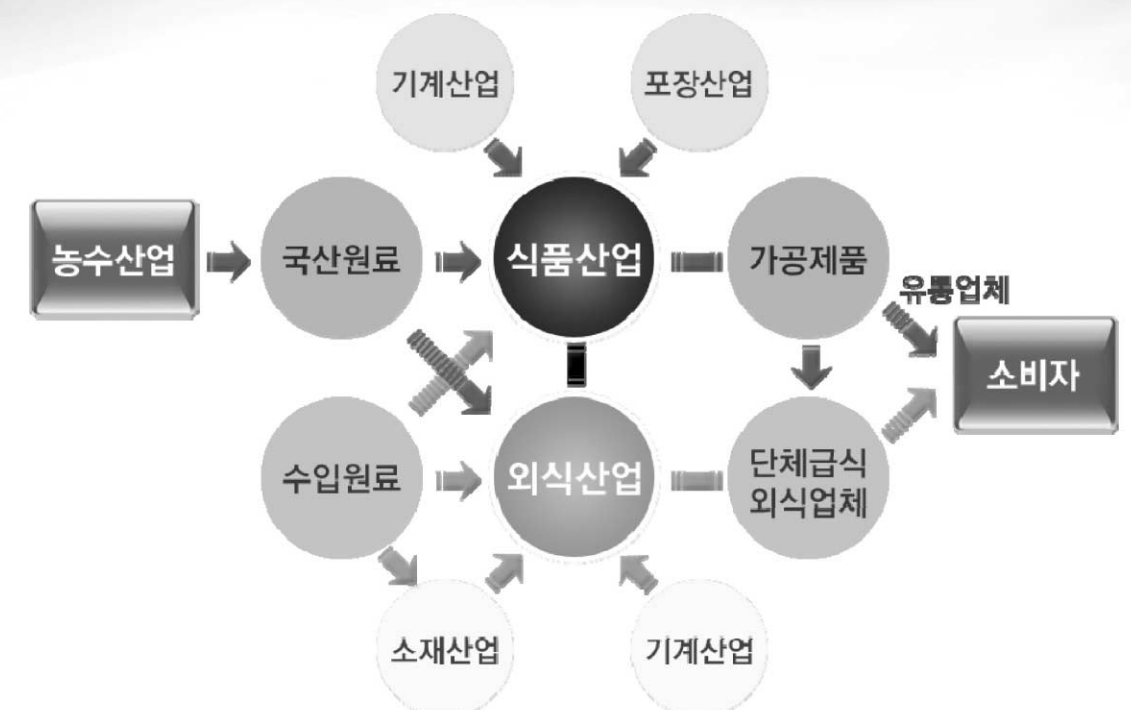 기계산업
포장산업
농수산업
국산원료
식품산업
가공제품
유통업체
소비자
수입원료
외식산업
단체급식
외식업체
소재산업
기계산업